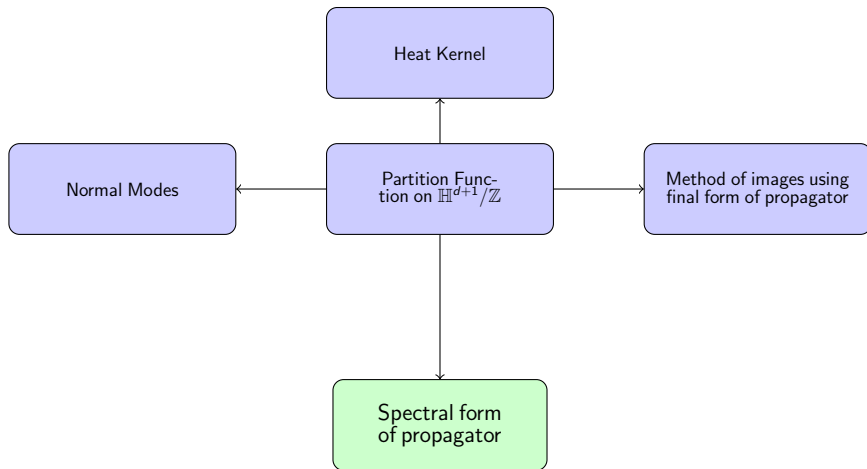 Heat Kernel
Normal Modes
Partition Func-
tion on ℍ^{d+1}/ℤ
Method of images using
final form of propagator
Spectral form
of propagator